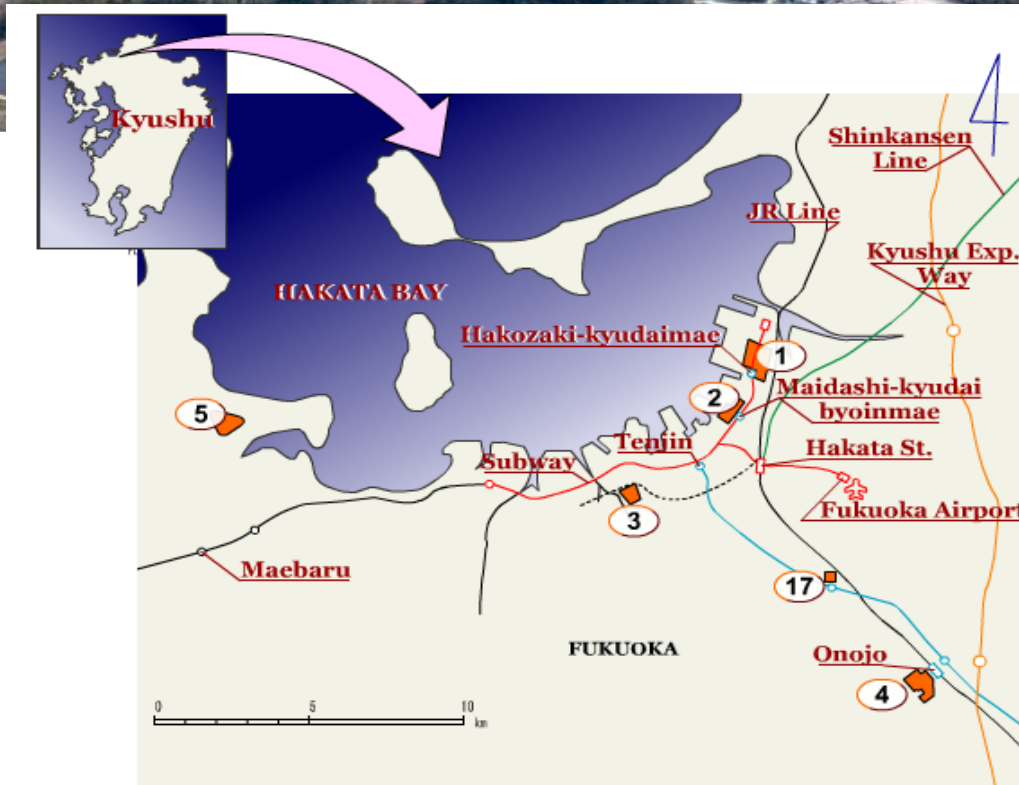 Kyushu
Shinkansen
Line
JR Line
Kyushu Exp.
Way
HAKATA BAY
Hakozaki-kyudaimae
1
2
Maidashi-kyudai
byoinmae
5
Tenjin
Hakata St.
Subway
3
Fukuoka Airport
Maebaru
17
FUKUOKA
Onojo
4
0 5 10
km